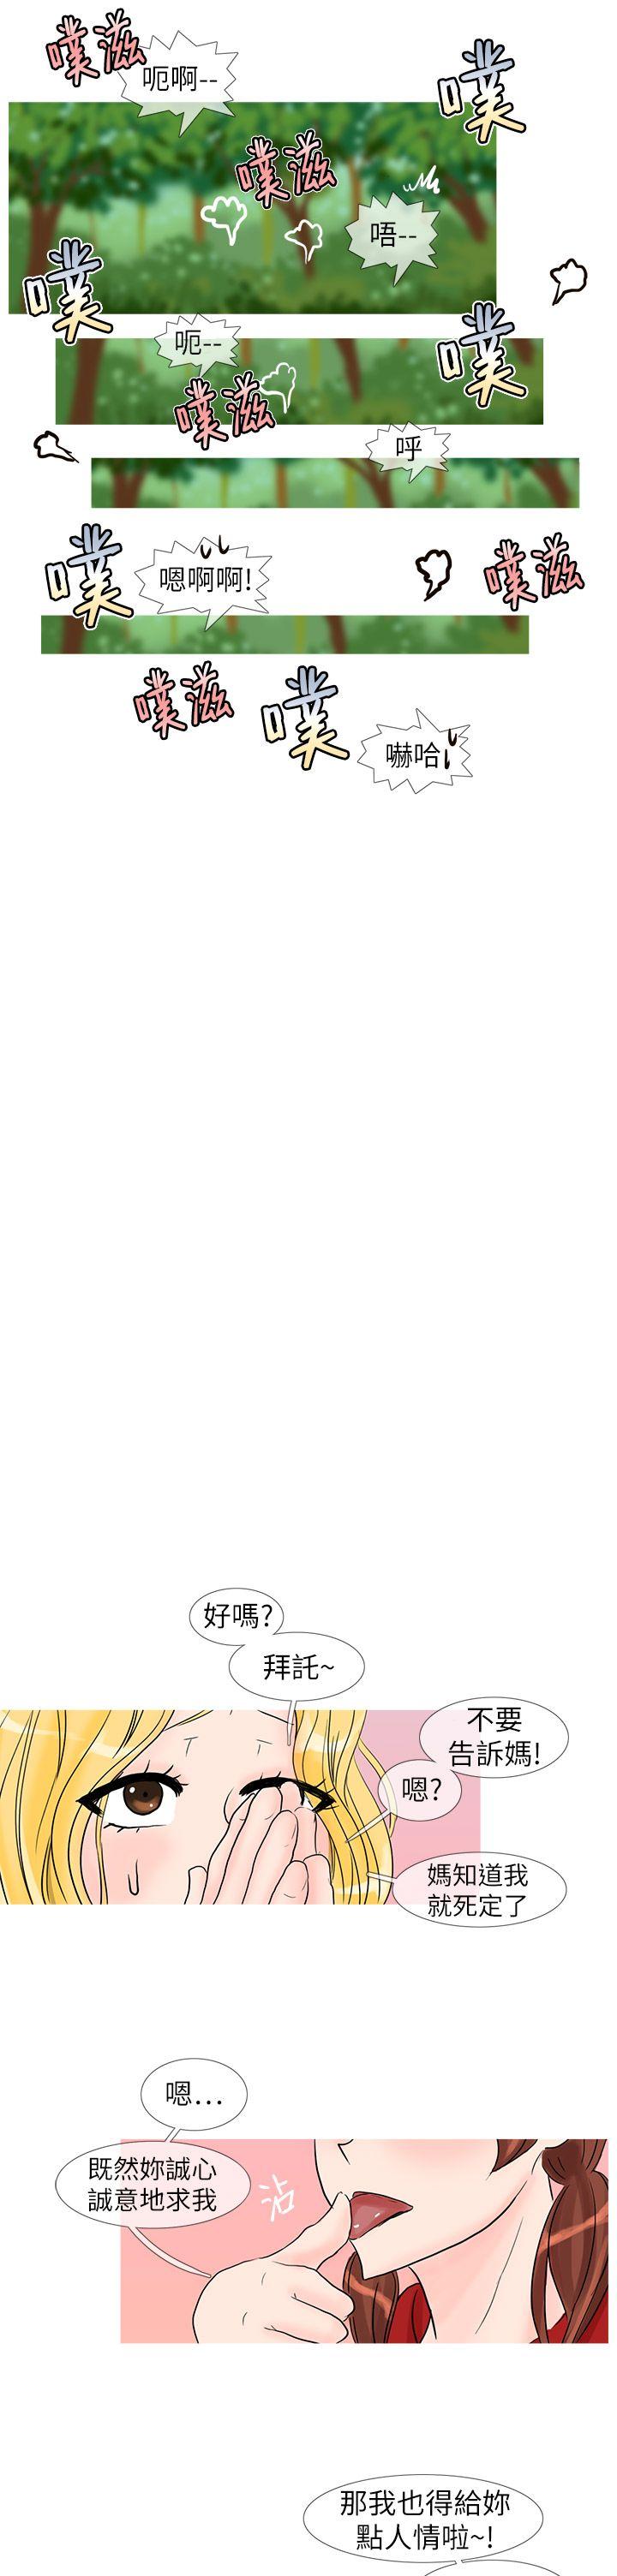 噗滋
呃啊--
噗
噗滋
唔--
噗
呃--
噗
噗滋
呼
噗
嗯啊啊!
噗滋
噗滋
噗
嚇哈
好嗎?
拜託~
不要
告訴媽!
嗯?
媽知道我
就死定了
嗯...
既然妳誠心
誠意地求我
沾
那我也得給妳
點人情啦~!